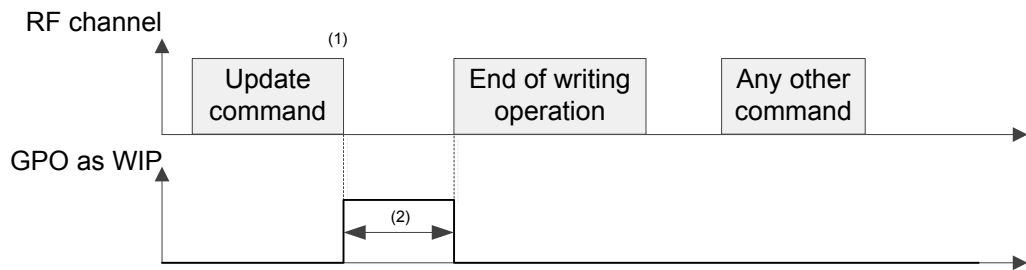 RF channel
(1)
Update
command
End of writing
operation
Any other
command
GPO as WIP
(2)